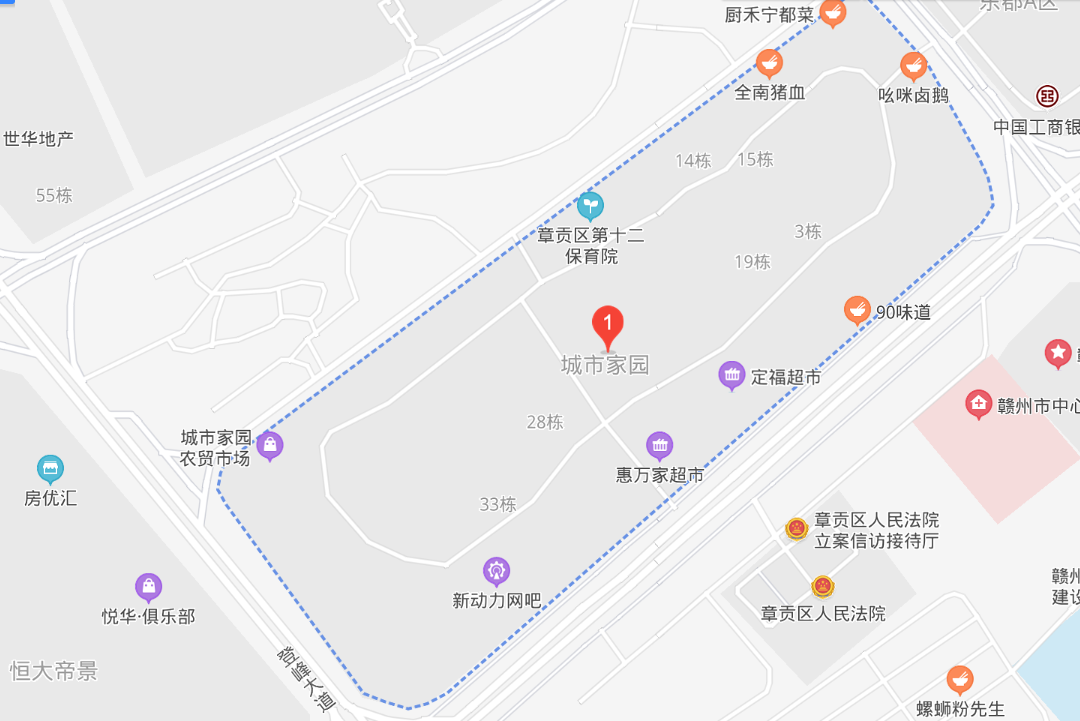 东都A区
厨禾宁都菜
全南猪血
吆咪卤鹅
中国工商银
世华地产
14栋
15栋
55栋
章贡区第十二
保育院
3栋
19栋
90味道
1
城市家园
定福超市
赣州市中心
28栋
城市家园
农贸市场
惠万家超市
房优汇
33栋
章贡区人民法院
立案信访接待厅
新动力网吧
悦华·俱乐部
章贡区人民法院
赣州
建设
恒大帝景
登峰大道
螺蛳粉先生